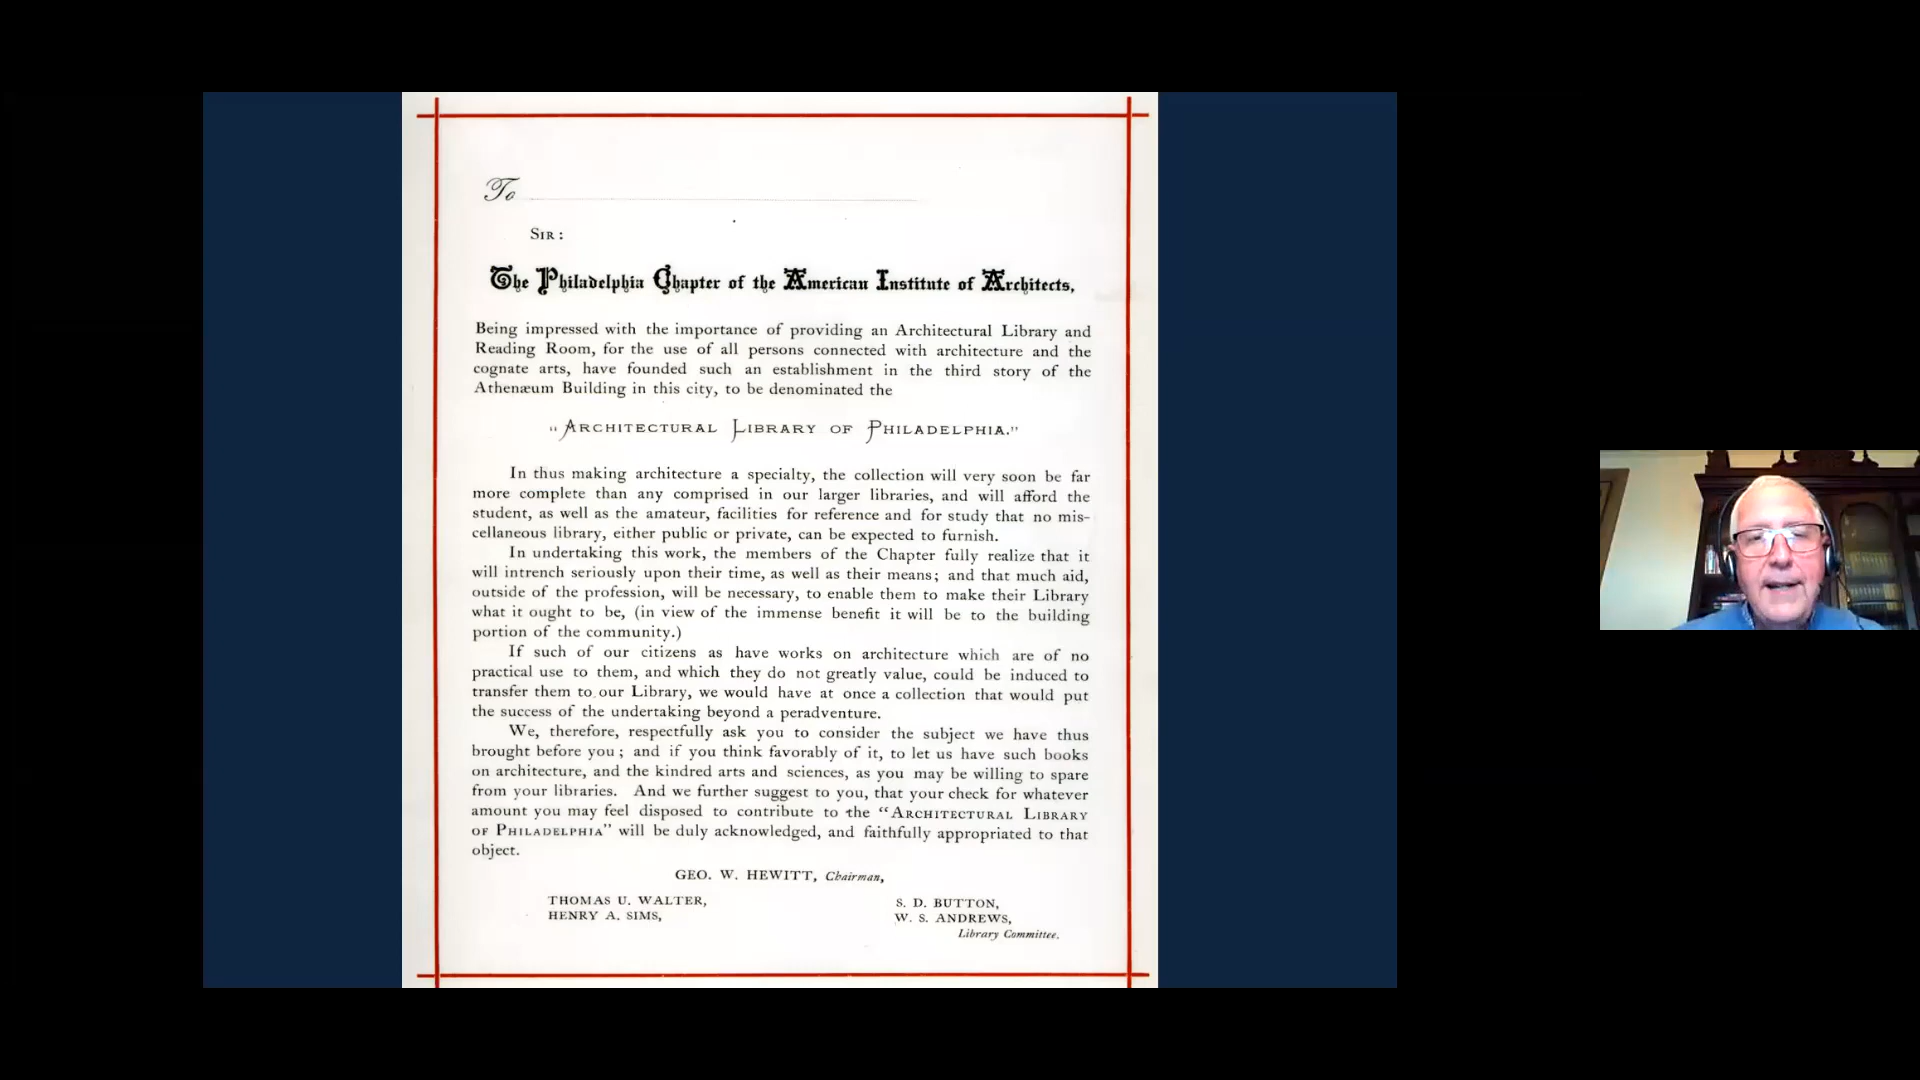 To
SIR:
The Philadelphia Chapter of the American Institute of Architects,
Being impressed with the importance of providing an Architectural Library and
Reading Room, for the use of all persons connected with architecture and the
cognate arts, have founded such an establishment in the third story of the
Athenæum Building in this city, to be denominated the
"ARCHITECTURAL LIBRARY OF PHILADELPHIA."
In thus making architecture a specialty, the collection will very soon be far
more complete than any comprised in our larger libraries, and will afford the
student, as well as the amateur, facilities for reference and for study that no mis-
cellaneous library, either public or private, can be expected to furnish.
In undertaking this work, the members of the Chapter fully realize that it
will intrench seriously upon their time, as well as their means; and that much aid,
outside of the profession, will be necessary, to enable them to make their Library
what it ought to be, (in view of the immense benefit it will be to the building
portion of the community.)
If such of our citizens as have works on architecture which are of no
practical use to them, and which they do not greatly value, could be induced to
transfer them to our Library, we would have at once a collection that would put
the success of the undertaking beyond a peradventure.
We, therefore, respectfully ask you to consider the subject we have thus
brought before you; and if you think favorably of it, to let us have such books
on architecture, and the kindred arts and sciences, as you may be willing to spare
from your libraries. And we further suggest to you, that your check for whatever
amount you may feel disposed to contribute to the "ARCHITECTURAL LIBRARY
OF PHILADELPHIA" will be duly acknowledged, and faithfully appropriated to that
object.
GEO. W. HEWITT, Chairman,
THOMAS U. WALTER, S. D. BUTTON,
HENRY A. SIMS, W. S. ANDREWS,
Library Committee.